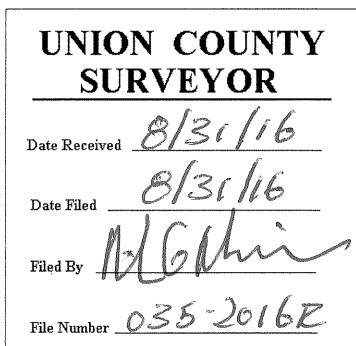 UNION COUNTY
SURVEYOR
Date Received 8/31/16
Date Filed 8/31/16
Filed By
File Number 035-2016R